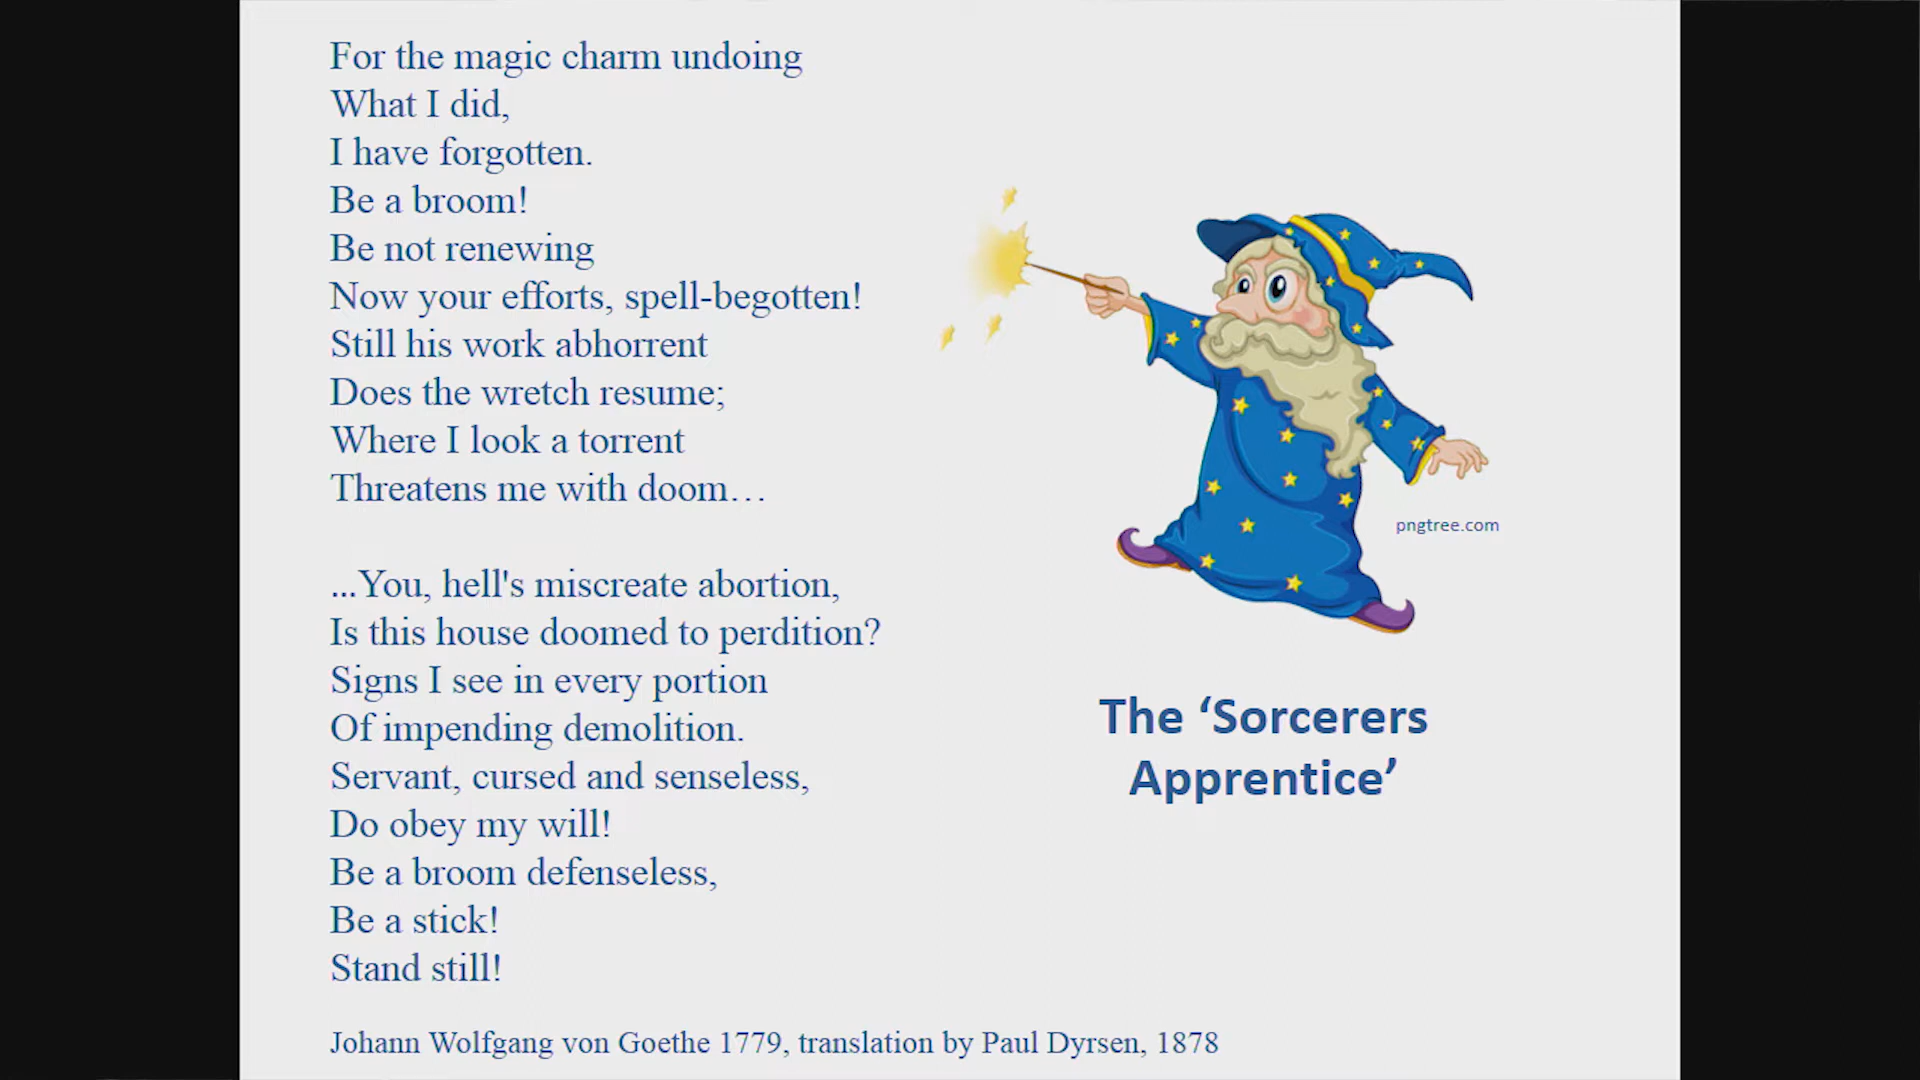 For the magic charm undoing
What I did,
I have forgotten.
Be a broom!
Be not renewing
Now your efforts, spell-begotten!
Still his work abhorrent
Does the wretch resume;
Where I look a torrent
Threatens me with doom…
...You, hell's miscreate abortion,
Is this house doomed to perdition?
Signs I see in every portion
Of impending demolition.
Servant, cursed and senseless,
Do obey my will!
Be a broom defenseless,
Be a stick!
Stand still!
Johann Wolfgang von Goethe 1779, translation by Paul Dyrsen, 1878
pngtree.com
The ‘Sorcerers
Apprentice’